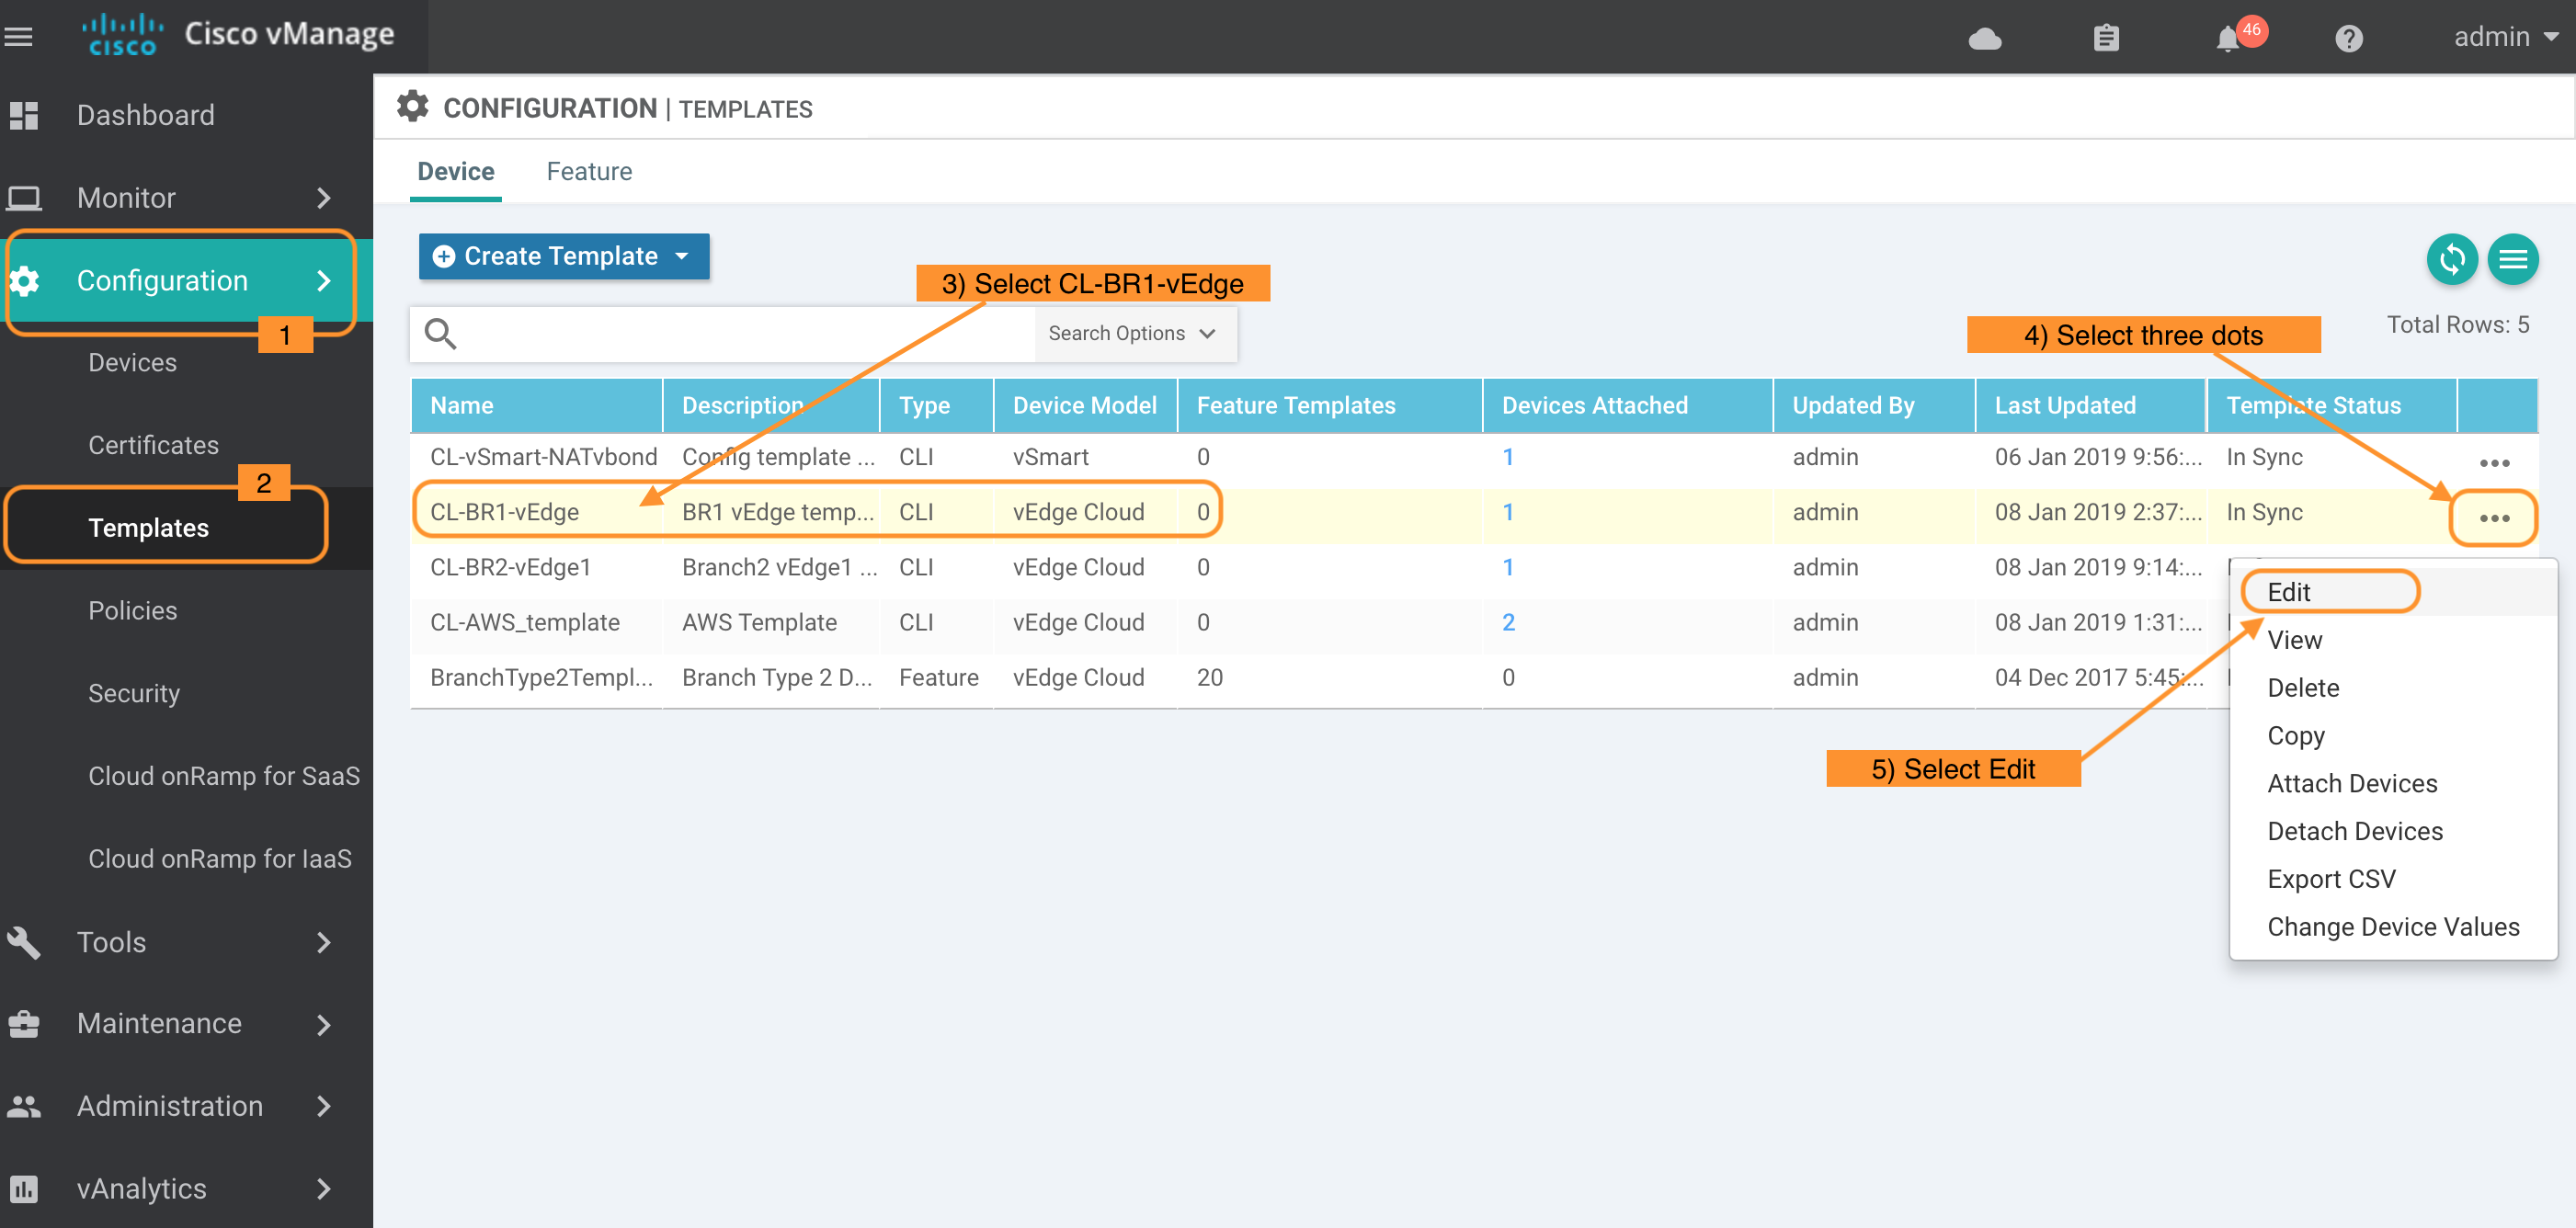 CISCO Cisco vManage
46
admin
Dashboard
Monitor
Configuration
1
Devices
Certificates
2
Templates
Policies
Security
Cloud onRamp for SaaS
Cloud onRamp for IaaS
Tools
Maintenance
Administration
vAnalytics
CONFIGURATION | TEMPLATES
Device Feature
Create Template
3) Select CL-BR1-vEdge
Search Options
4) Select three dots
Total Rows: 5
Name Description Type Device Model Feature Templates Devices Attached Updated By Last Updated Template Status
CL-vSmart-NATvbond Config template ... CLI vSmart 0 1 admin 06 Jan 2019 9:56:... In Sync
CL-BR1-vEdge BR1 vEdge temp... CLI vEdge Cloud 0 1 admin 08 Jan 2019 2:37:... In Sync
CL-BR2-vEdge1 Branch2 vEdge1 ... CLI vEdge Cloud 0 1 admin 08 Jan 2019 9:14:...
CL-AWS_template AWS Template CLI vEdge Cloud 0 2 admin 08 Jan 2019 1:31:...
BranchType2Templ... Branch Type 2 D... Feature vEdge Cloud 20 0 admin 04 Dec 2017 5:45:...
Edit
View
Delete
Copy
Attach Devices
Detach Devices
Export CSV
Change Device Values
5) Select Edit